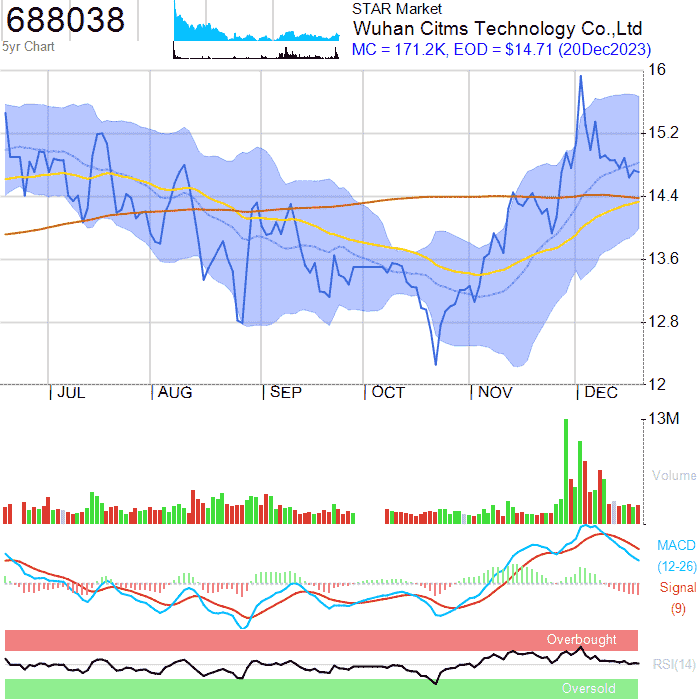 688038
5yr Chart
STAR Market
Wuhan Citms Technology Co.,Ltd
MC = 171.2K, EOD = $14.71 (20Dec2023)
16
15.2
14.4
13.6
12.8
12
JUL AUG SEP OCT NOV DEC
13M
Volume
MACD
(12-26)
Signal
(9)
Overbought
RSI(14)
Oversold